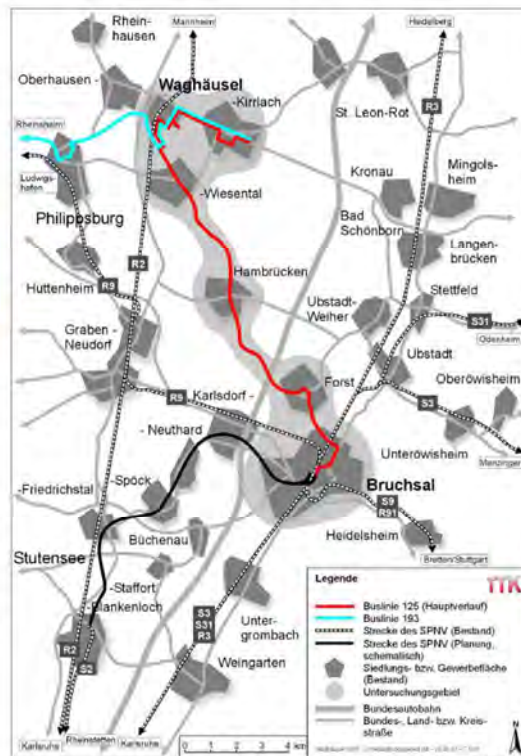 Rhein-
hausen
Mannheim
Heidelberg
Oberhausen -
Waghäusel
-Kirrlach
St. Leon-Rot
R3
Rheinsheim
Ludwigs-
hafen
-Wiesental
Kronau
Mingols-
heim
Philippsburg
Bad
Schönborn
Langen-
brücken
R2
Hambrücken
R9
Huttenheim
Ubstadt-
Weiher
Stettfeld
S31
Odenheim
Graben -
Neudorf
Ubstadt
Oberöwisheim
R9
Karlsdorf -
Forst
S3
- Neuthard
Unteröwisheim
Menzingen
-Spöck
Bruchsal
-Friedrichstal
S9
R91
Büchenau
Heidelsheim
Stutensee
-Staffort
-Blankenloch
Bretten/Stuttgart
Unter-
grombach
S3
S31
R3
R2
S2
Weingarten
Karlsruhe
Rheinstetten
Karlsruhe
0 1 2 3 4 km
Legende
TTK
Buslinie 125 (Hauptverlauf)
Buslinie 193
Strecke des SPNV (Bestand)
Strecke des SPNV (Planung,
schematisch)
Siedlungs- bzw. Gewerbefläche
(Bestand)
Untersuchungsgebiet
Bundesautobahn
Bundes-, Land- bzw. Kreis-
straße
N